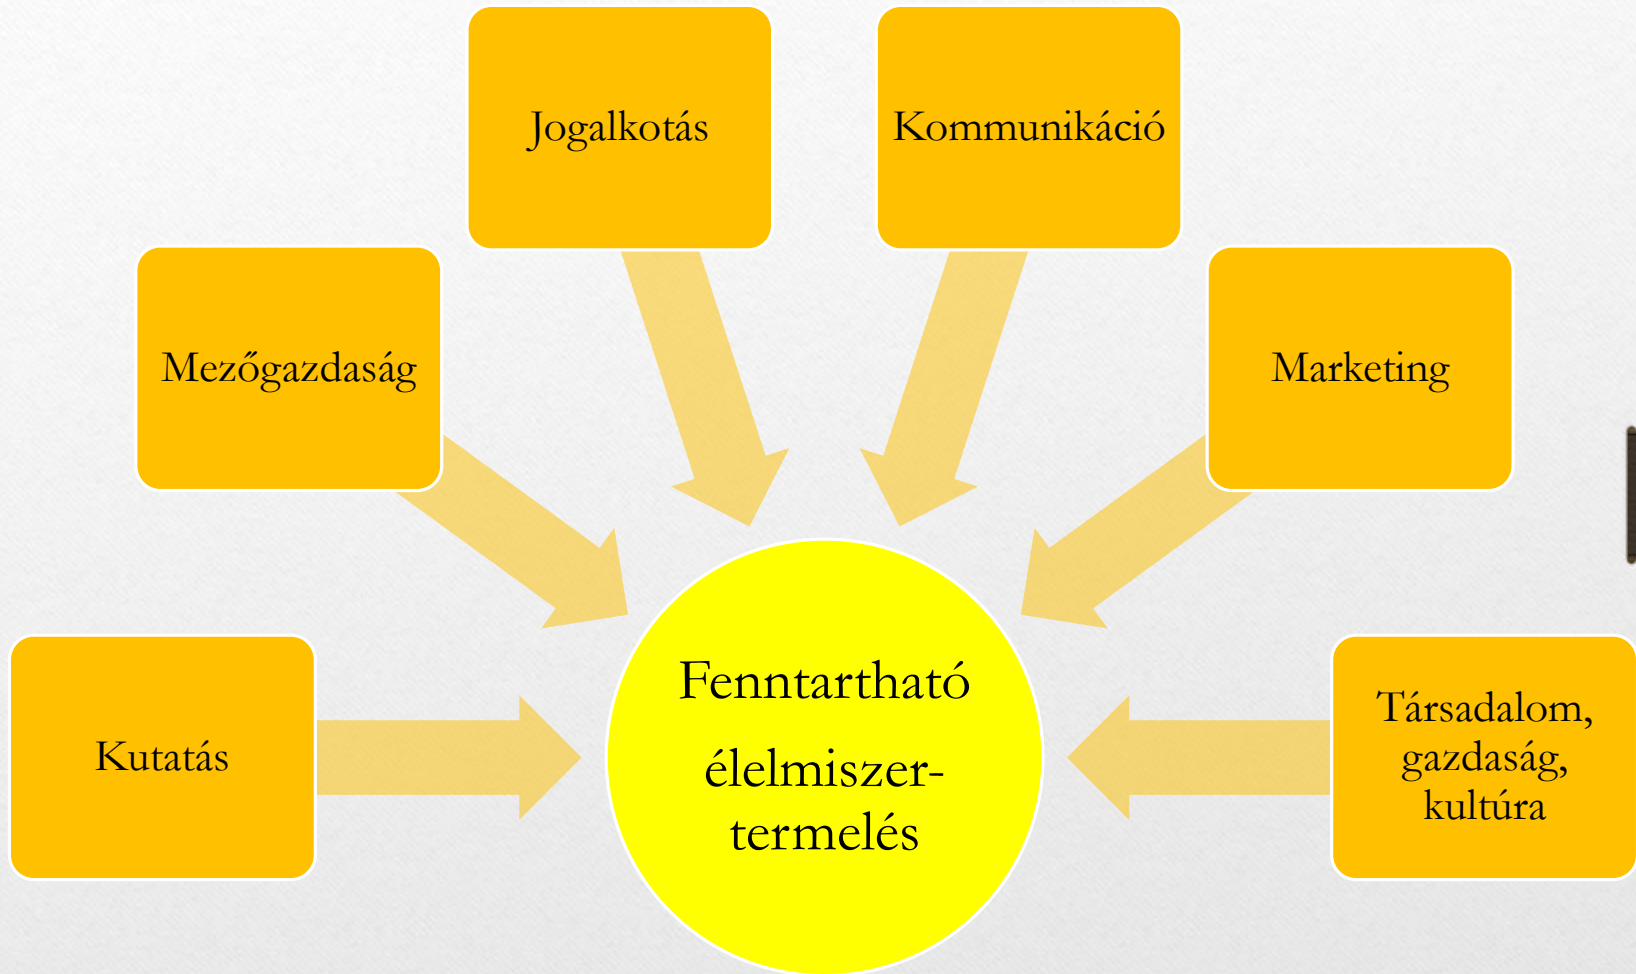 Jogalkotás
Kommunikáció
Mezőgazdaság
Marketing
Kutatás
Fenntartható
élelmiszer-
termelés
Társadalom,
gazdaság,
kultúra